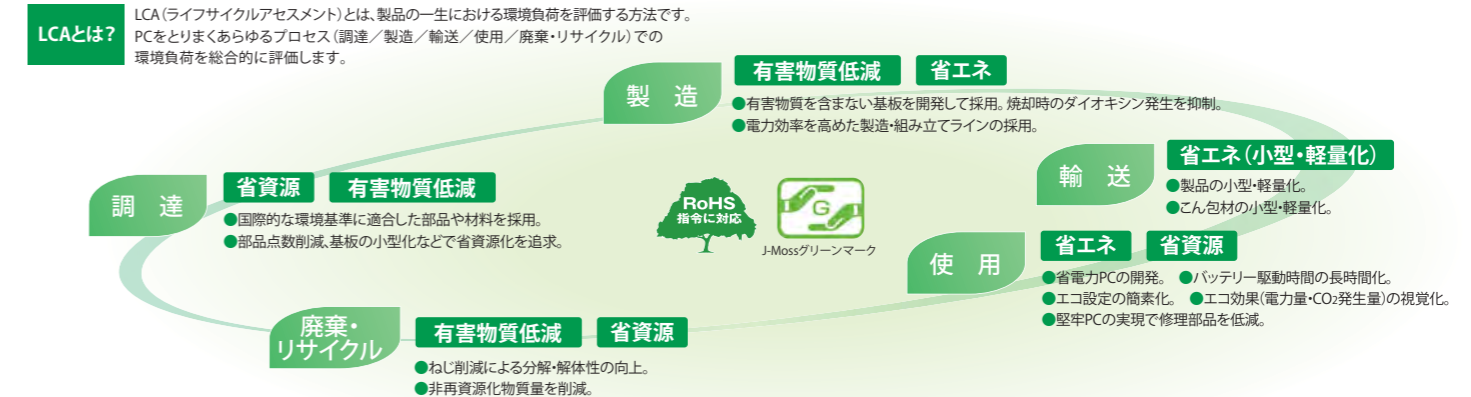 LCAとは?
LCA(ライフサイクルアセスメント)とは、製品の一生における環境負荷を評価する方法です。
PCをとりまくあらゆるプロセス(調達/製造/輸送/使用/廃棄・リサイクル)での
環境負荷を総合的に評価します。
製 造
有害物質低減 省エネ
●有害物質を含まない基板を開発して採用。焼却時のダイオキシン発生を抑制。
●電力効率を高めた製造・組み立てラインの採用。
輸 送
省エネ(小型・軽量化)
●製品の小型・軽量化。
●こん包材の小型・軽量化。
調 達
省資源 有害物質低減
●国際的な環境基準に適合した部品や材料を採用。
●部品点数削減、基板の小型化などで省資源化を追求。
RoHS
指令に対応
G
J-Mossグリーンマーク
使 用
省エネ 省資源
●省電力PCの開発。 ●バッテリー駆動時間の長時間化。
●エコ設定の簡素化。 ●エコ効果(電力量・CO2発生量)の視覚化。
●堅牢PCの実現で修理部品を低減。
廃棄・
リサイクル
有害物質低減 省資源
●ねじ削減による分解・解体性の向上。
●非再資源化物質量を削減。